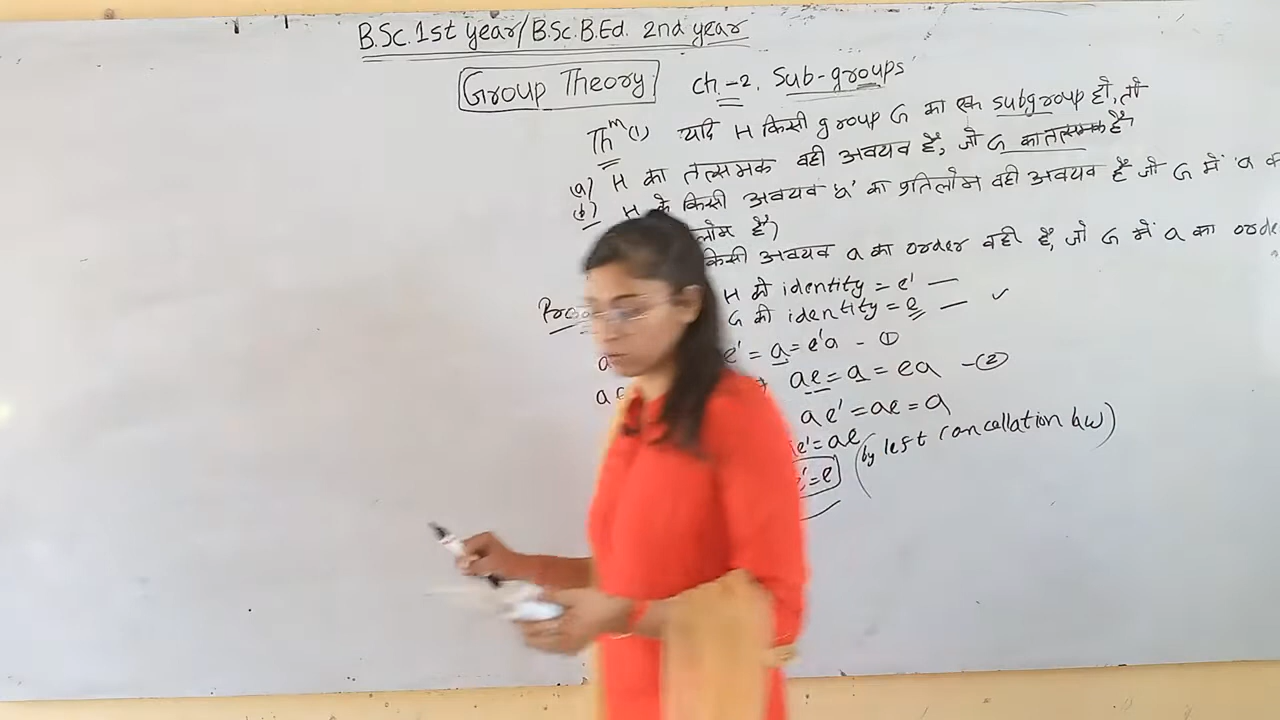 B.Sc. 1st year/B.Sc. B.Ed. 2nd year
Group Theory. Ch.-2. Sub-groups
Thm (1) यदि H किसी group G का एक subgroup हो, तो
(a) H का तत्समक वही अवयव है, जो G का तत्समक है
(b) H के किसी अवयव 'a' का प्रतिलोम वही अवयव है जो G में 'a'
लोम है,
किसी अवयव a का order वही है, जो G में a का
H की identity = e' —
G की identity = e — ✓
a e' = a = e'a - ①
ae = a = ea - ②
ae' = ae = a
e' = ae
e' = e (by left cancellation law)